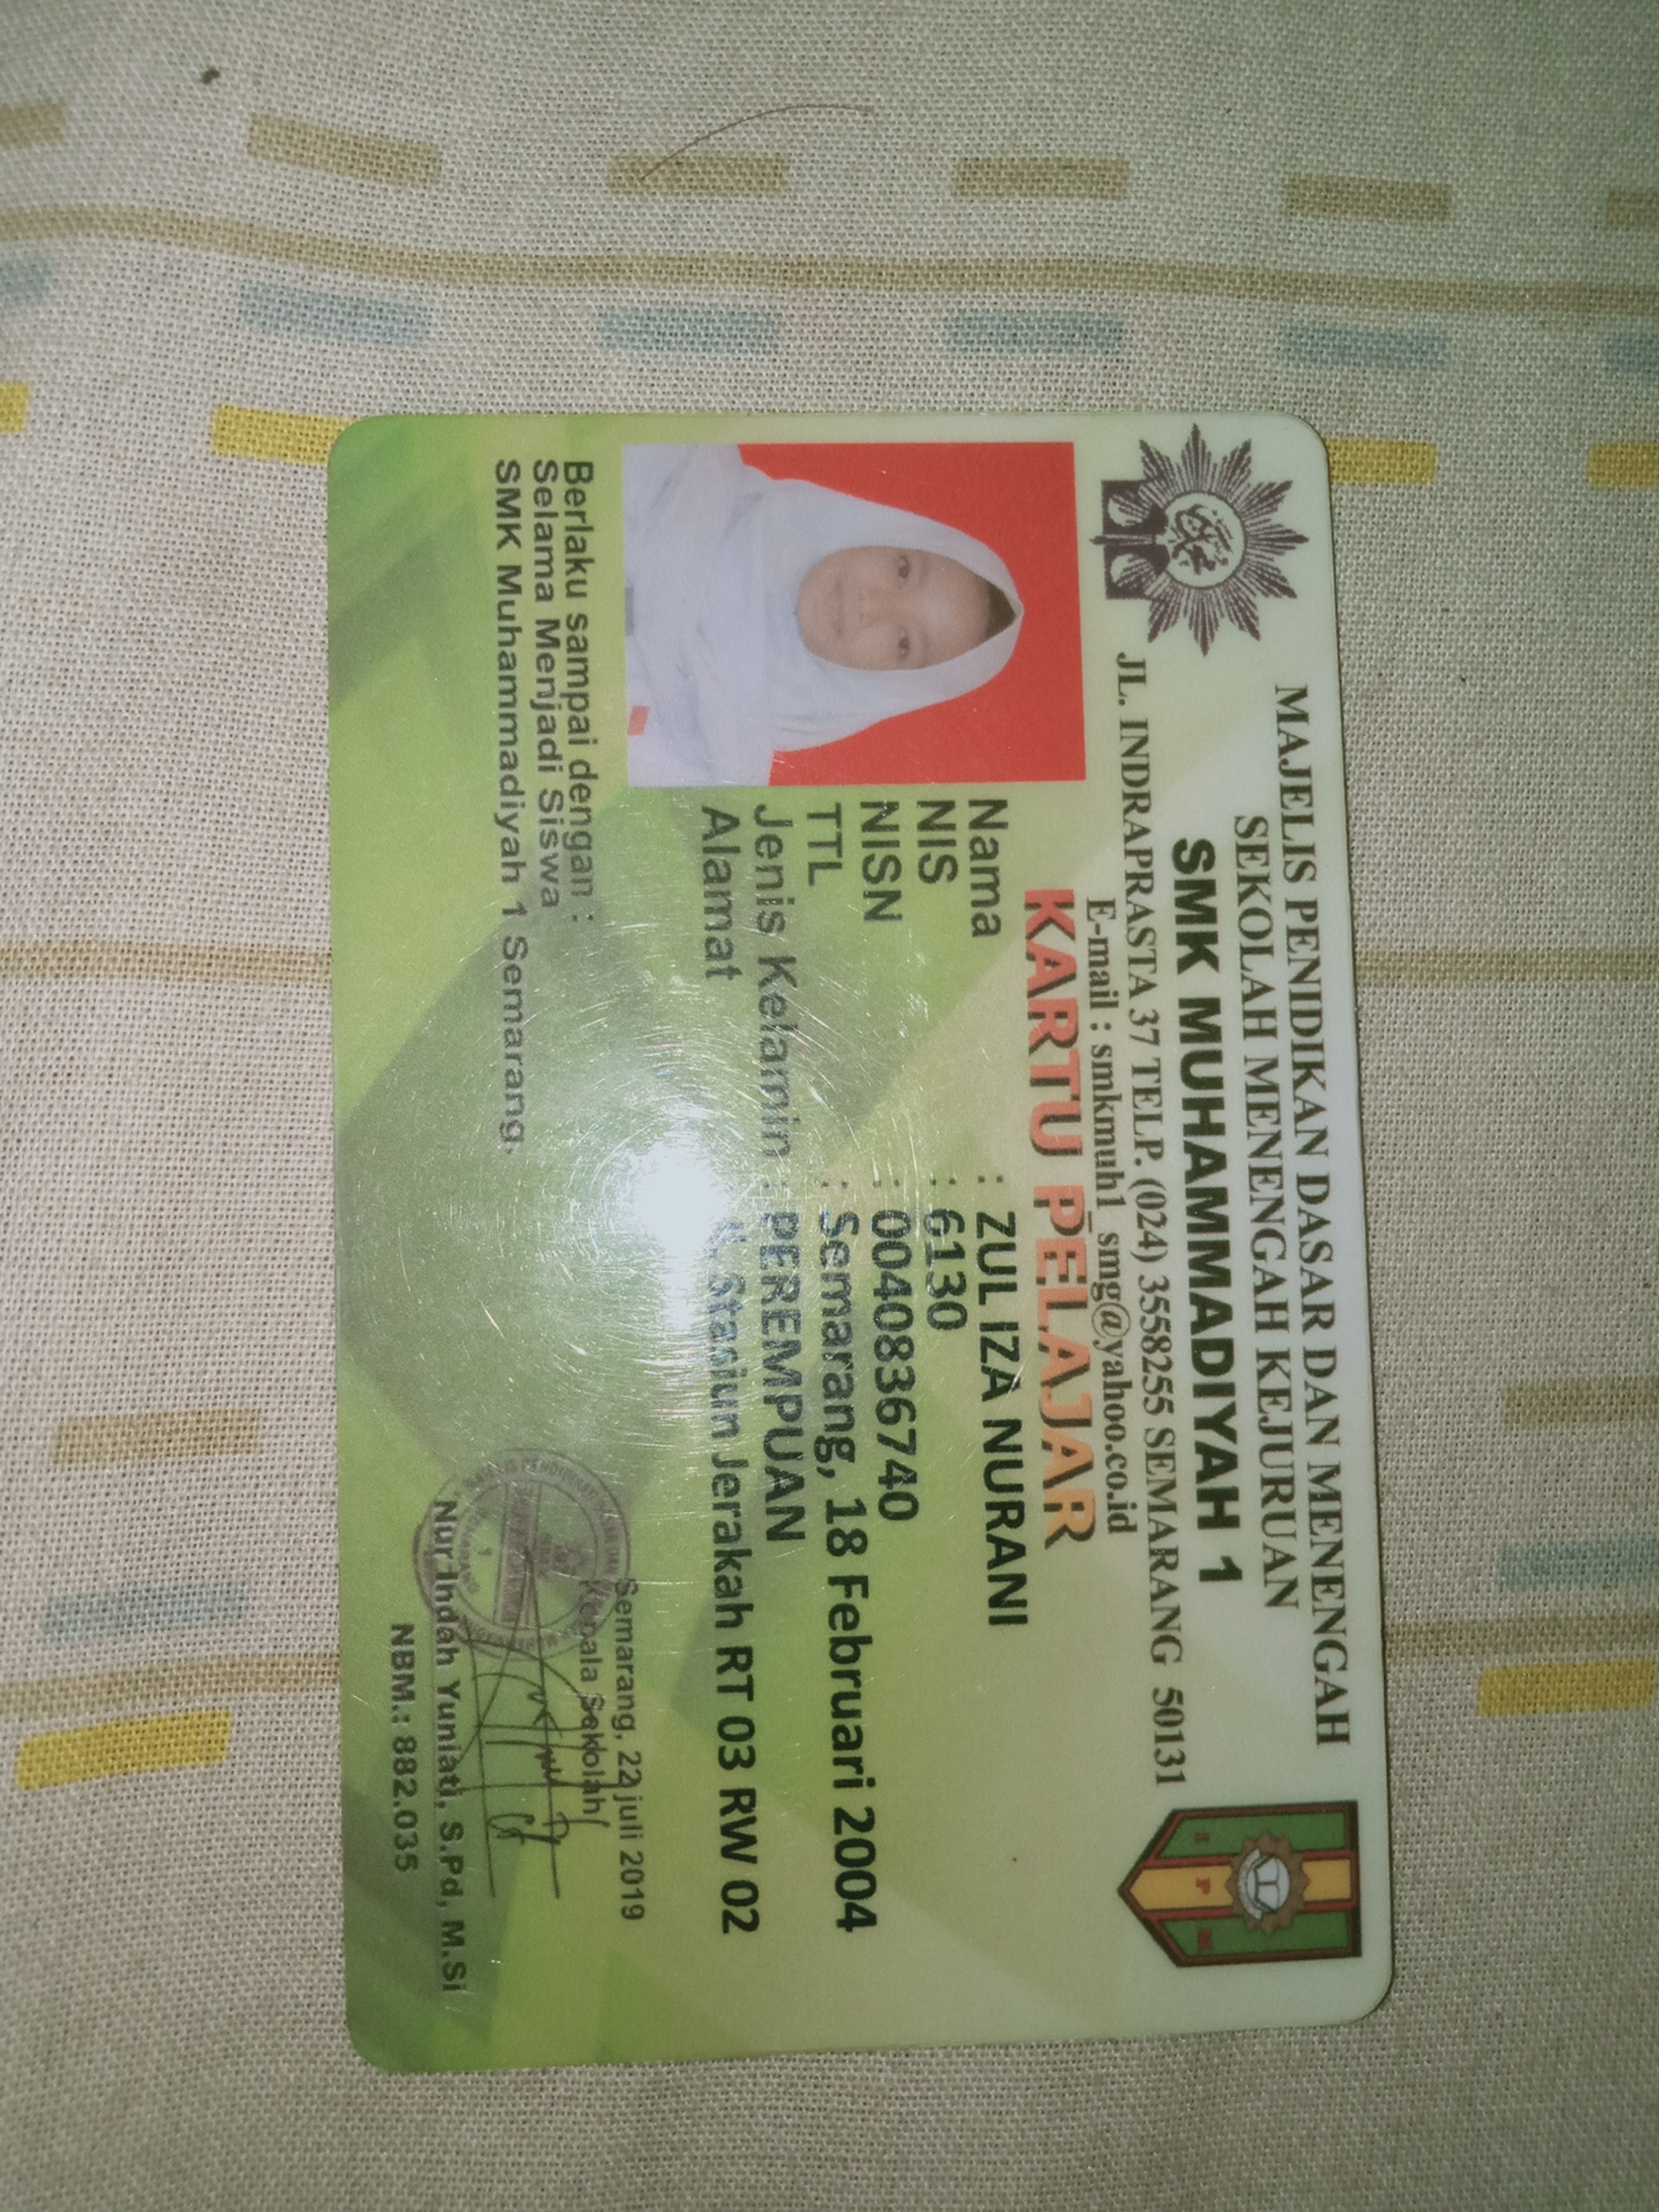 MAJELIS PENIDIKAN DASAR DAN MENENGAH
SEKOLAH MENENGAH KEJURUAN
SMK MUHAMMADIYAH 1
JL. INDRAPRASTA 37 TELP. (024) 3558255 SEMARANG 50131
E-mail : smkmuh1_smg@yahoo.co.id
KARTU PELAJAR
Nama : ZUL IZA NURANI
NIS : 6130
NISN : 0040836740
TTL : Semarang, 18 Februari 2004
Jenis Kelamin : PEREMPUAN
Alamat Stasiun Jerakah RT 03 RW 02
Berlaku sampai dengan :
Selama Menjadi Siswa
SMK Muhammadiyah 1 Semarang.
Semarang, 22 juli 2019
Kepala Seklolah
Nur Indah Yuniati, S.Pd, M.Si
NBM.: 882.035
I P M